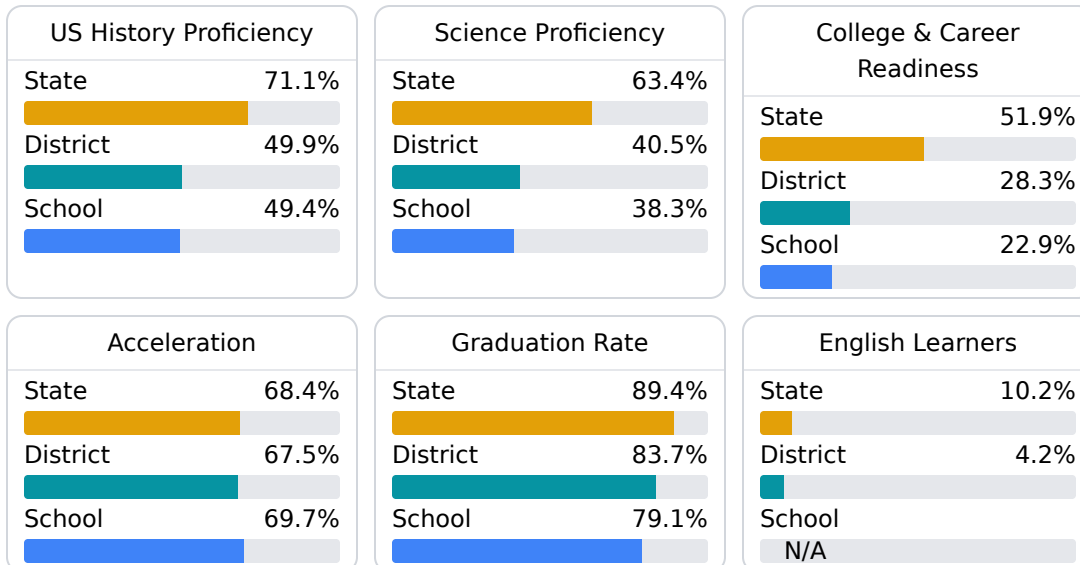 US History Proficiency
State 71.1%
District 49.9%
School 49.4%
Science Proficiency
State 63.4%
District 40.5%
School 38.3%
College & Career
Readiness
State 51.9%
District 28.3%
School 22.9%
Acceleration
State 68.4%
District 67.5%
School 69.7%
Graduation Rate
State 89.4%
District 83.7%
School 79.1%
English Learners
State 10.2%
District 4.2%
School
N/A